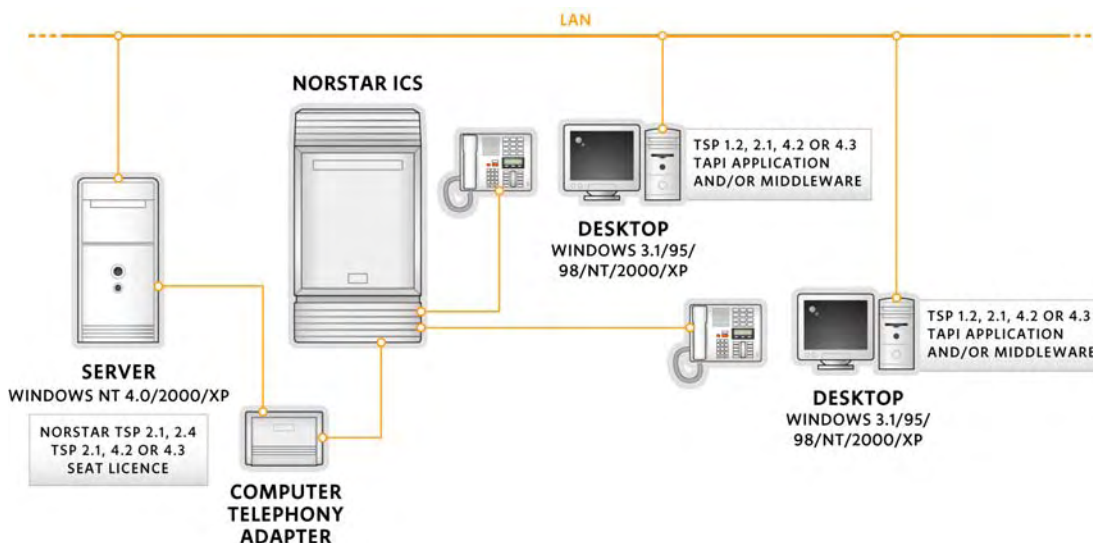 LAN
NORSTAR ICS
TSP 1.2, 2.1, 4.2 OR 4.3
TAPI APPLICATION
AND/OR MIDDLEWARE
DESKTOP
WINDOWS 3.1/95/
98/NT/2000/XP
SERVER
WINDOWS NT 4.0/2000/XP
NORSTAR TSP 2.1, 2.4
TSP 2.1, 4.2 OR 4.3
SEAT LICENCE
COMPUTER
TELEPHONY
ADAPTER
TSP 1.2, 2.1, 4.2 OR 4.3
TAPI APPLICATION
AND/OR MIDDLEWARE
DESKTOP
WINDOWS 3.1/95/
98/NT/2000/XP